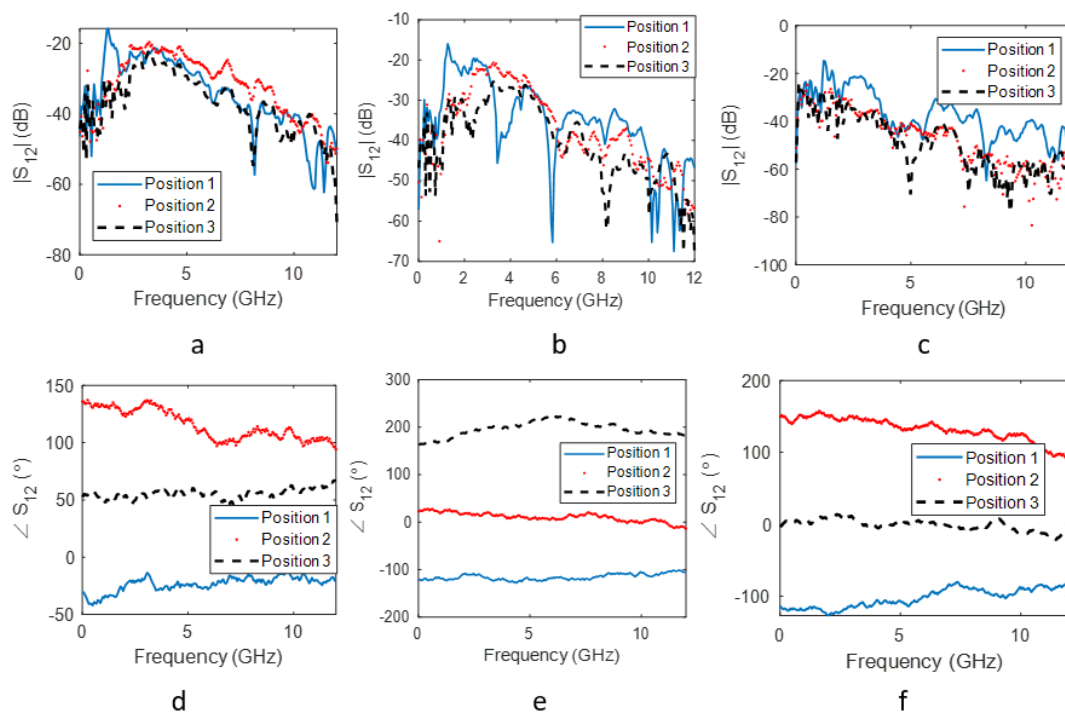 |S12| (dB)
-20
-40
-60
-80
0
5
10
Position 1
Position 2
Position 3
Frequency (GHz)
a
|S12| (dB)
-10
-20
-30
-40
-50
-60
-70
0
2
4
6
8
10
12
Position 1
Position 2
Position 3
Frequency (GHz)
b
|S12| (dB)
0
-20
-40
-60
-80
-100
0
5
10
Position 1
Position 2
Position 3
Frequency (GHz)
c
∠ S12 (°)
150
100
50
0
-50
0
5
10
Position 1
Position 2
Position 3
Frequency (GHz)
d
∠ S12 (°)
300
200
100
0
-100
-200
0
5
10
Position 1
Position 2
Position 3
Frequency (GHz)
e
∠ S12 (°)
200
100
0
-100
0
5
10
Position 1
Position 2
Position 3
Frequency (GHz)
f